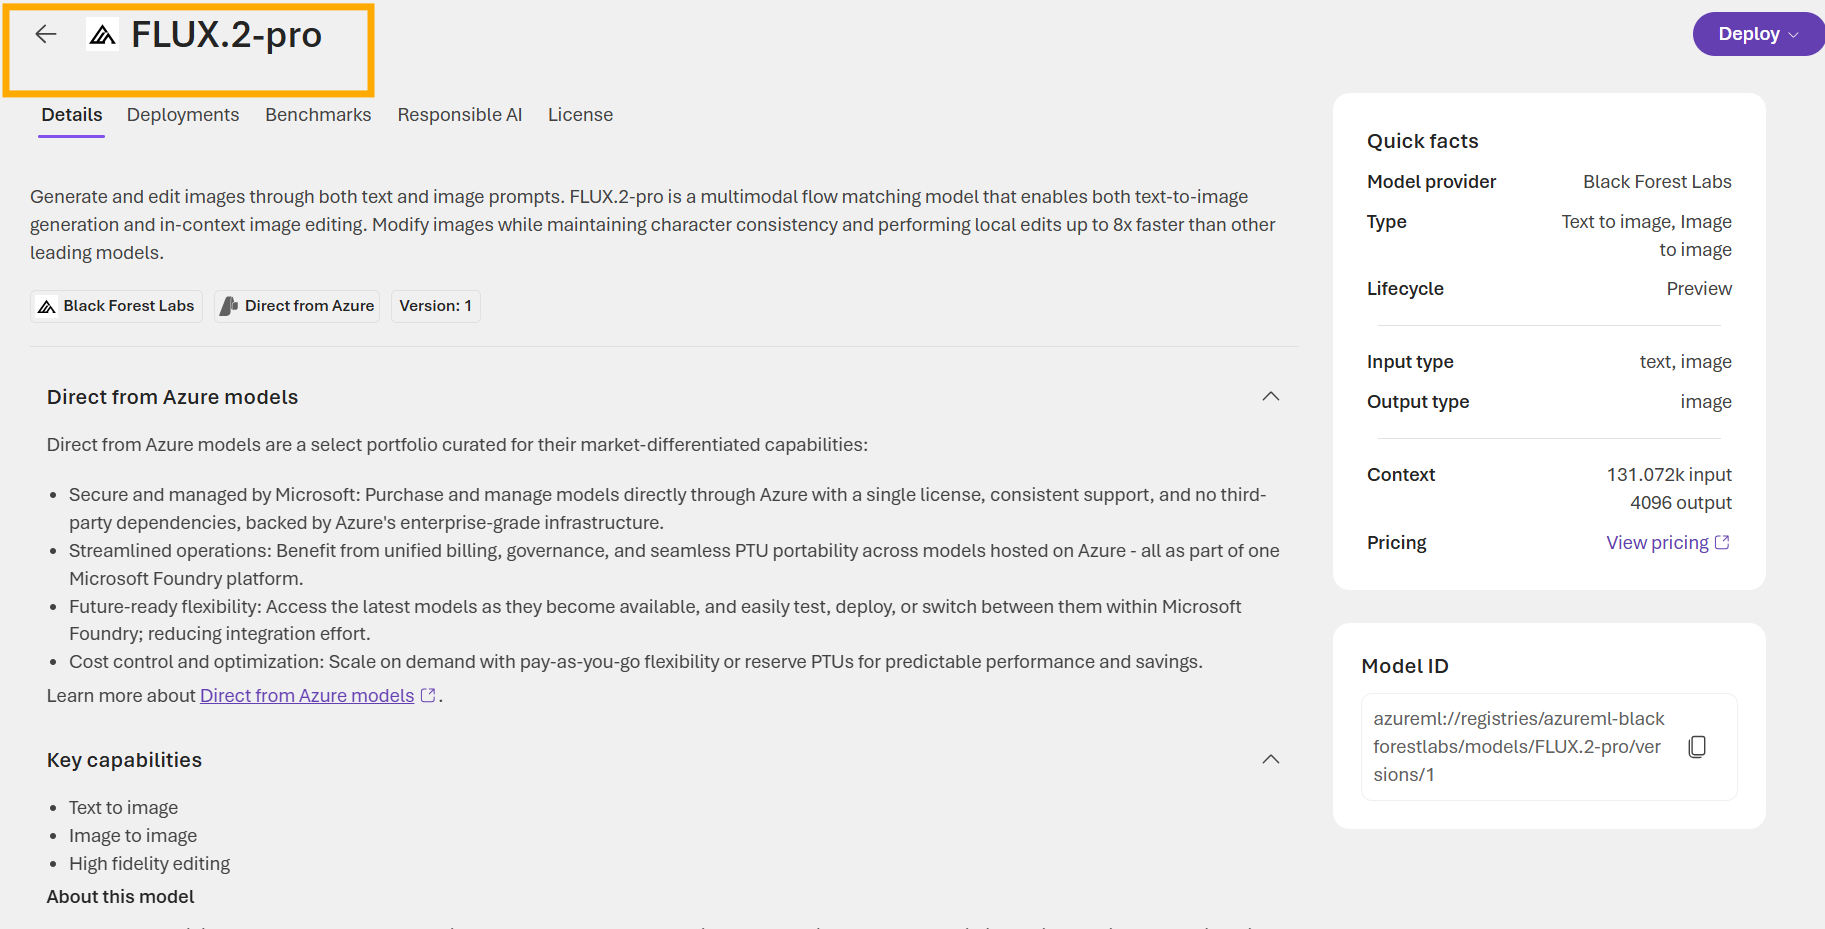 FLUX.2-pro
Deploy
Details Deployments Benchmarks Responsible AI License
Generate and edit images through both text and image prompts. FLUX.2-pro is a multimodal flow matching model that enables both text-to-image
generation and in-context image editing. Modify images while maintaining character consistency and performing local edits up to 8x faster than other
leading models.
Black Forest Labs Direct from Azure Version: 1
Direct from Azure models
Direct from Azure models are a select portfolio curated for their market-differentiated capabilities:
• Secure and managed by Microsoft: Purchase and manage models directly through Azure with a single license, consistent support, and no third-
party dependencies, backed by Azure's enterprise-grade infrastructure.
• Streamlined operations: Benefit from unified billing, governance, and seamless PTU portability across models hosted on Azure - all as part of one
Microsoft Foundry platform.
• Future-ready flexibility: Access the latest models as they become available, and easily test, deploy, or switch between them within Microsoft
Foundry; reducing integration effort.
• Cost control and optimization: Scale on demand with pay-as-you-go flexibility or reserve PTUs for predictable performance and savings.
Learn more about Direct from Azure models .
Key capabilities
• Text to image
• Image to image
• High fidelity editing
About this model
Quick facts
Model provider Black Forest Labs
Type Text to image, Image
to image
Lifecycle Preview
Input type text, image
Output type image
Context 131.072k input
4096 output
Pricing View pricing
Model ID
azureml://registries/azureml-black
forestlabs/models/FLUX.2-pro/ver
sions/1